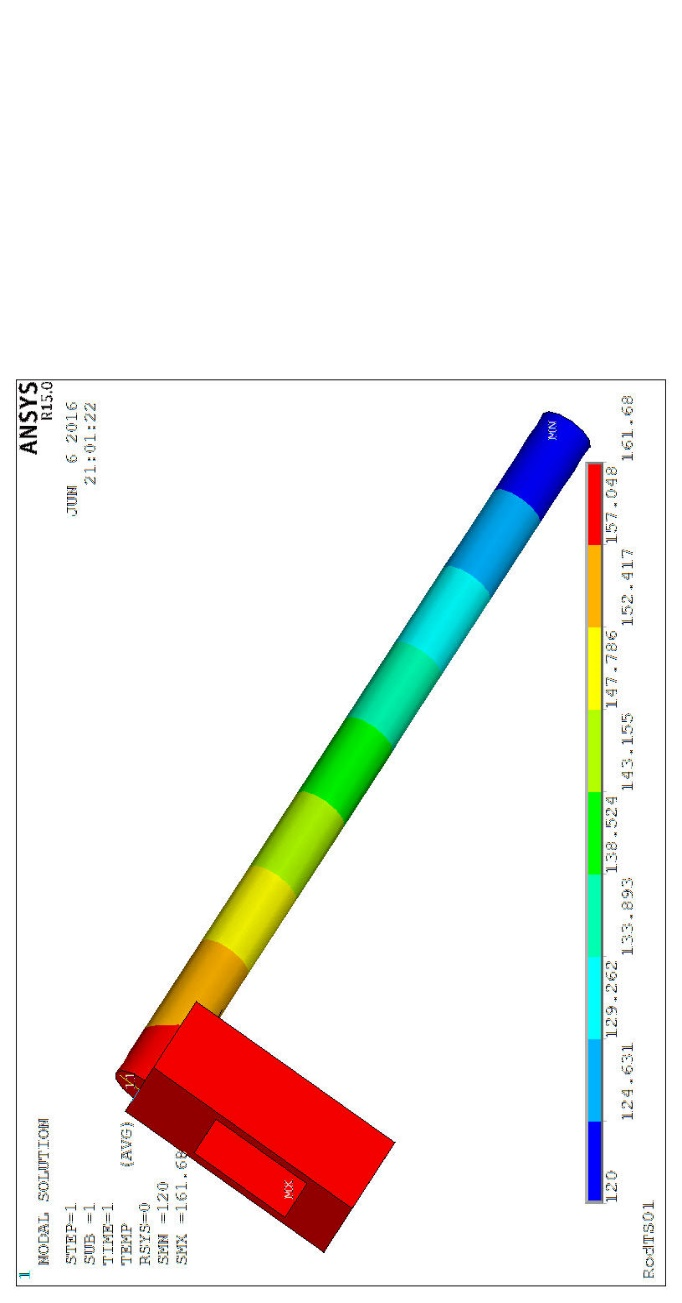 1
NODAL SOLUTION
STEP=1
SUB =1
TIME=1
TEMP (AVG)
RSYS=0
SMN =120
SMX =161.68
ANSYS
R15.0
JUN 6 2016
21:01:22
MX
MN
120
124.631
129.262
133.893
138.524
143.155
147.786
152.417
157.048
161.68
RodTS01